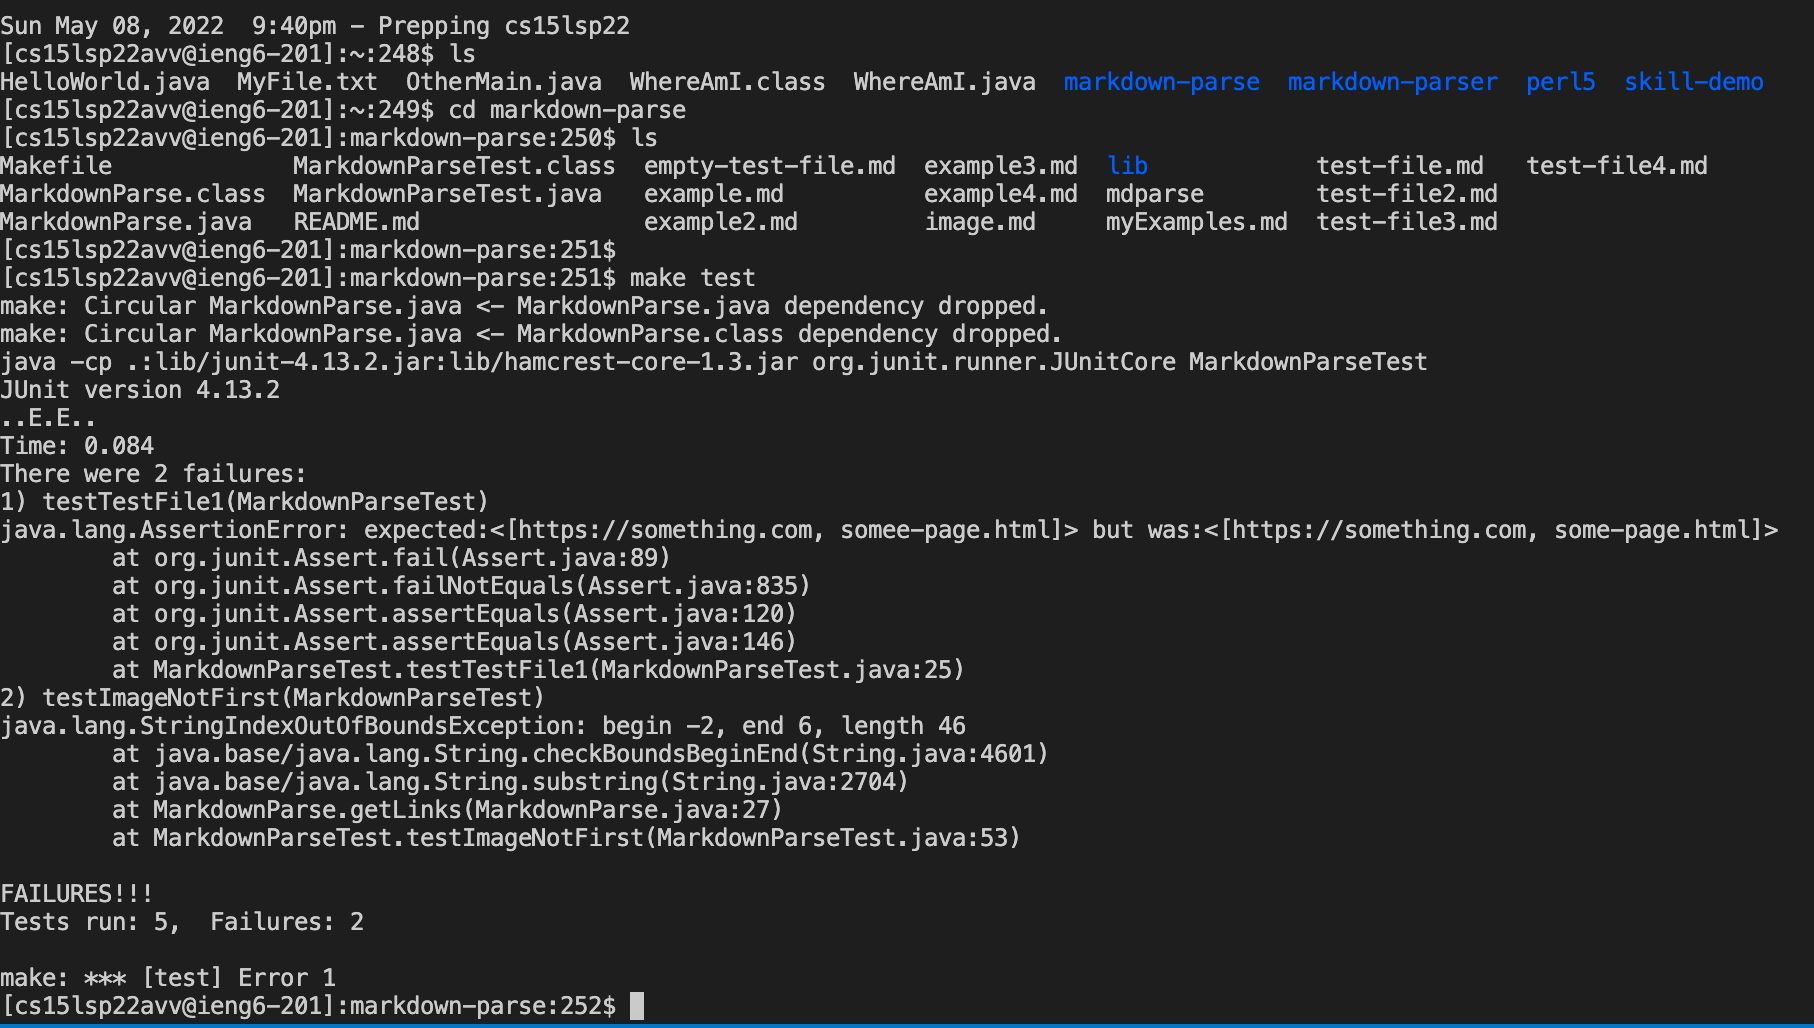 Sun May 08, 2022  9:40pm - Prepping cs15lsp22
[cs15lsp22avv@ieng6-201]:~:248$ ls
HelloWorld.java  MyFile.txt  OtherMain.java  WhereAmI.class  WhereAmI.java  markdown-parse  markdown-parser  perl5  skill-demo
[cs15lsp22avv@ieng6-201]:~:249$ cd markdown-parse
[cs15lsp22avv@ieng6-201]:markdown-parse:250$ ls
Makefile             MarkdownParseTest.class  empty-test-file.md  example3.md  lib            test-file.md   test-file4.md
MarkdownParse.class  MarkdownParseTest.java   example.md          example4.md  mdparse        test-file2.md
MarkdownParse.java   README.md                example2.md         image.md     myExamples.md  test-file3.md
[cs15lsp22avv@ieng6-201]:markdown-parse:251$
[cs15lsp22avv@ieng6-201]:markdown-parse:251$ make test
make: Circular MarkdownParse.java <- MarkdownParse.java dependency dropped.
make: Circular MarkdownParse.java <- MarkdownParse.class dependency dropped.
java -cp .:lib/junit-4.13.2.jar:lib/hamcrest-core-1.3.jar org.junit.runner.JUnitCore MarkdownParseTest
JUnit version 4.13.2
..E.E..
Time: 0.084
There were 2 failures:
1) testTestFile1(MarkdownParseTest)
java.lang.AssertionError: expected:<[https://something.com, somee-page.html]> but was:<[https://something.com, some-page.html]>
        at org.junit.Assert.fail(Assert.java:89)
        at org.junit.Assert.failNotEquals(Assert.java:835)
        at org.junit.Assert.assertEquals(Assert.java:120)
        at org.junit.Assert.assertEquals(Assert.java:146)
        at MarkdownParseTest.testTestFile1(MarkdownParseTest.java:25)
2) testImageNotFirst(MarkdownParseTest)
java.lang.StringIndexOutOfBoundsException: begin -2, end 6, length 46
        at java.base/java.lang.String.checkBoundsBeginEnd(String.java:4601)
        at java.base/java.lang.String.substring(String.java:2704)
        at MarkdownParse.getLinks(MarkdownParse.java:27)
        at MarkdownParseTest.testImageNotFirst(MarkdownParseTest.java:53)

FAILURES!!!
Tests run: 5,  Failures: 2

make: *** [test] Error 1
[cs15lsp22avv@ieng6-201]:markdown-parse:252$